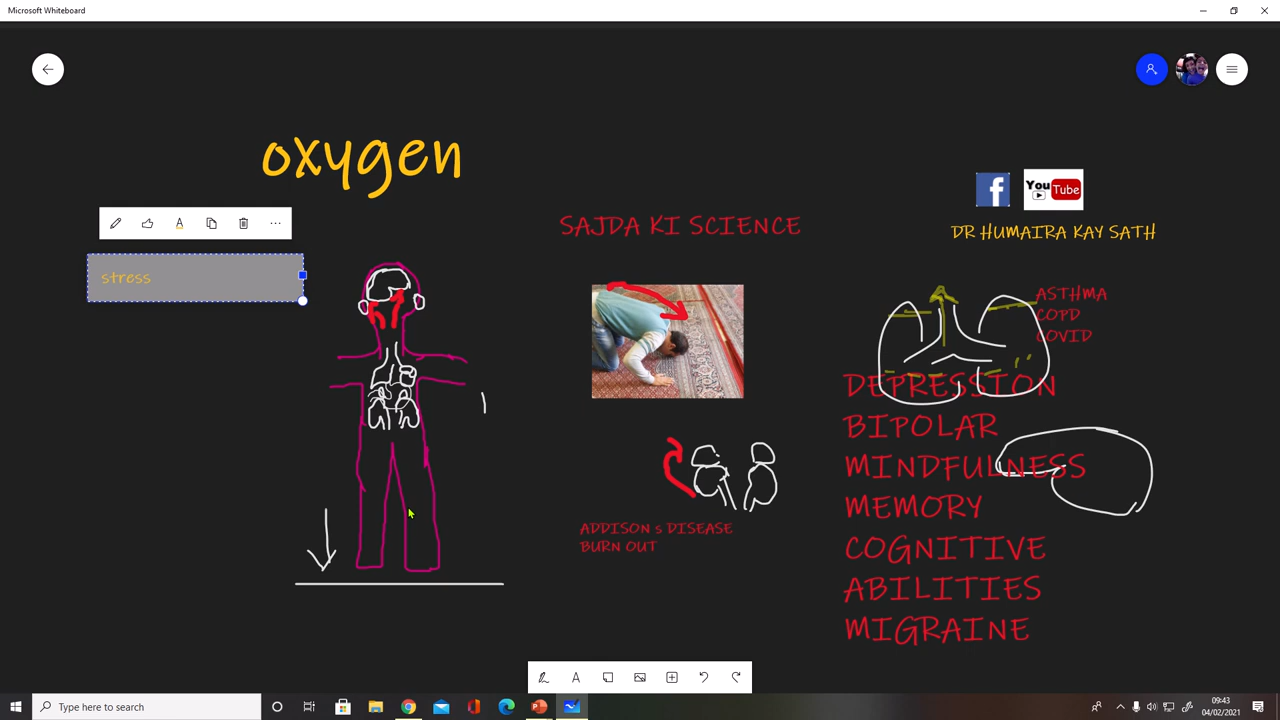 Microsoft Whiteboard
oxygen
You Tube
SAJDA KI SCIENCE
DR HUMAIRA KAY SATH
stress
ASTHMA
COPD
COVID
DEPRESSION
BIPOLAR
MINDFULNESS
MEMORY
ADDISON s DISEASE
BURN OUT
COGNITIVE
ABILITIES
MIGRAINE
Type here to search
09:43
04/02/2021